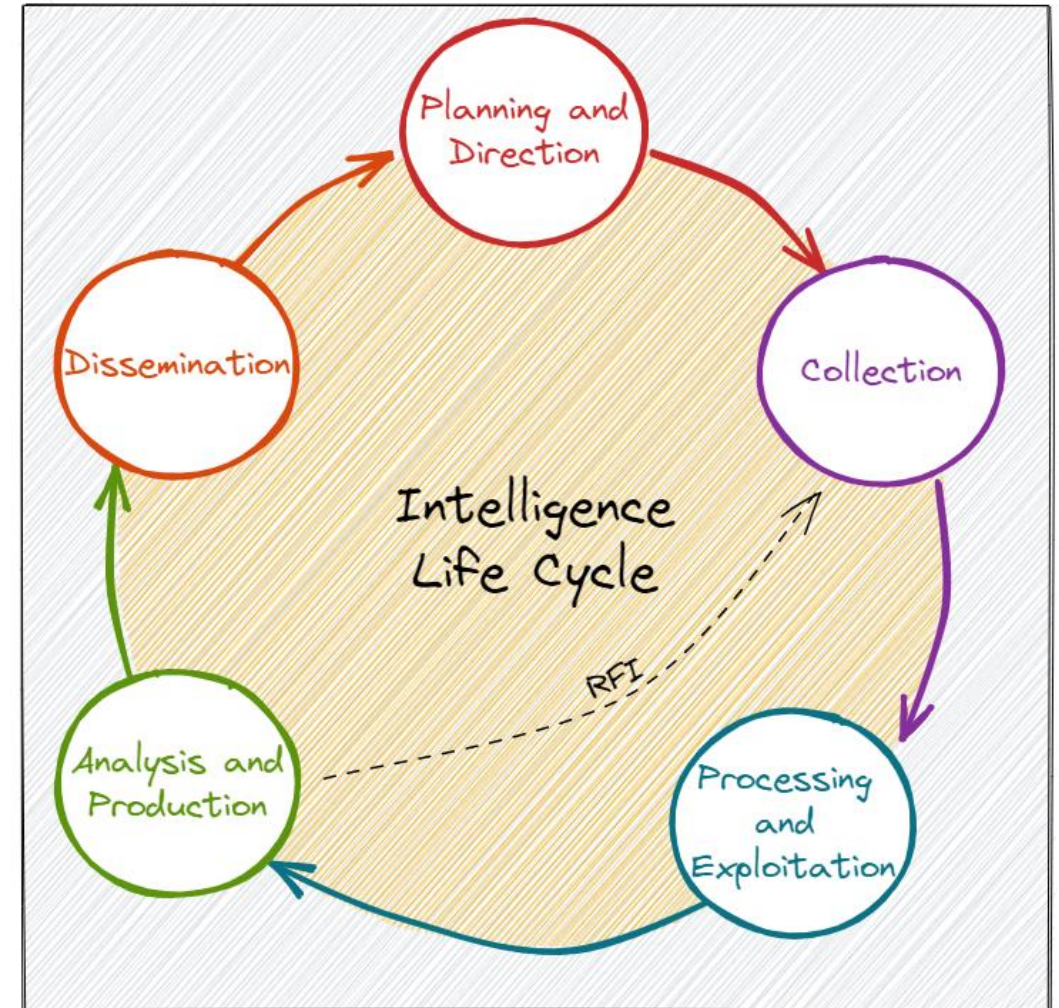 Planning and
Direction
Collection
Dissemination
Intelligence
Life Cycle
RFI
Analysis and
Production
Processing
and
Exploitation